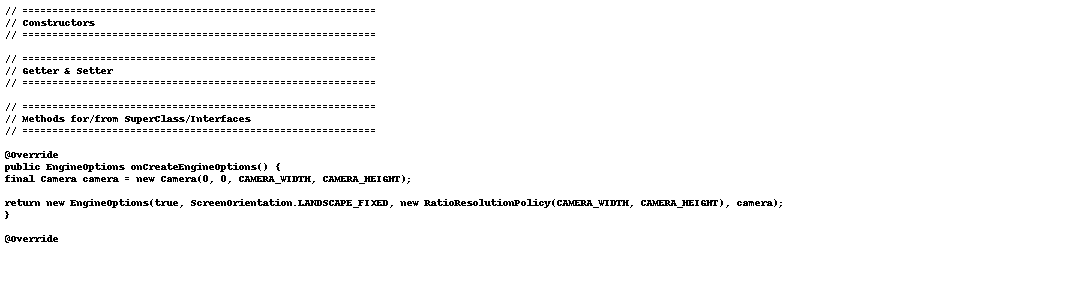 // ===========================================================
// Constructors
// ===========================================================
// ===========================================================
// Getter & Setter
// ===========================================================
// ===========================================================
// Methods for/from SuperClass/Interfaces
// ===========================================================
@Override
public EngineOptions onCreateEngineOptions() {
final Camera camera = new Camera(0, 0, CAMERA_WIDTH, CAMERA_HEIGHT);
return new EngineOptions(true, ScreenOrientation.LANDSCAPE_FIXED, new RatioResolutionPolicy(CAMERA_WIDTH, CAMERA_HEIGHT), camera);
}
@Override